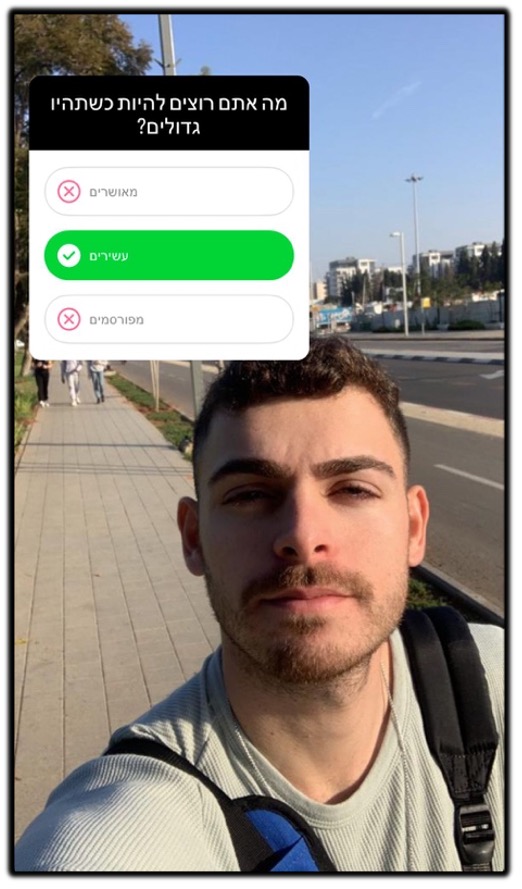 מה אתם רוצים להיות כשתהיו
גדולים?
מאושרים
עשירים
מפורסמים